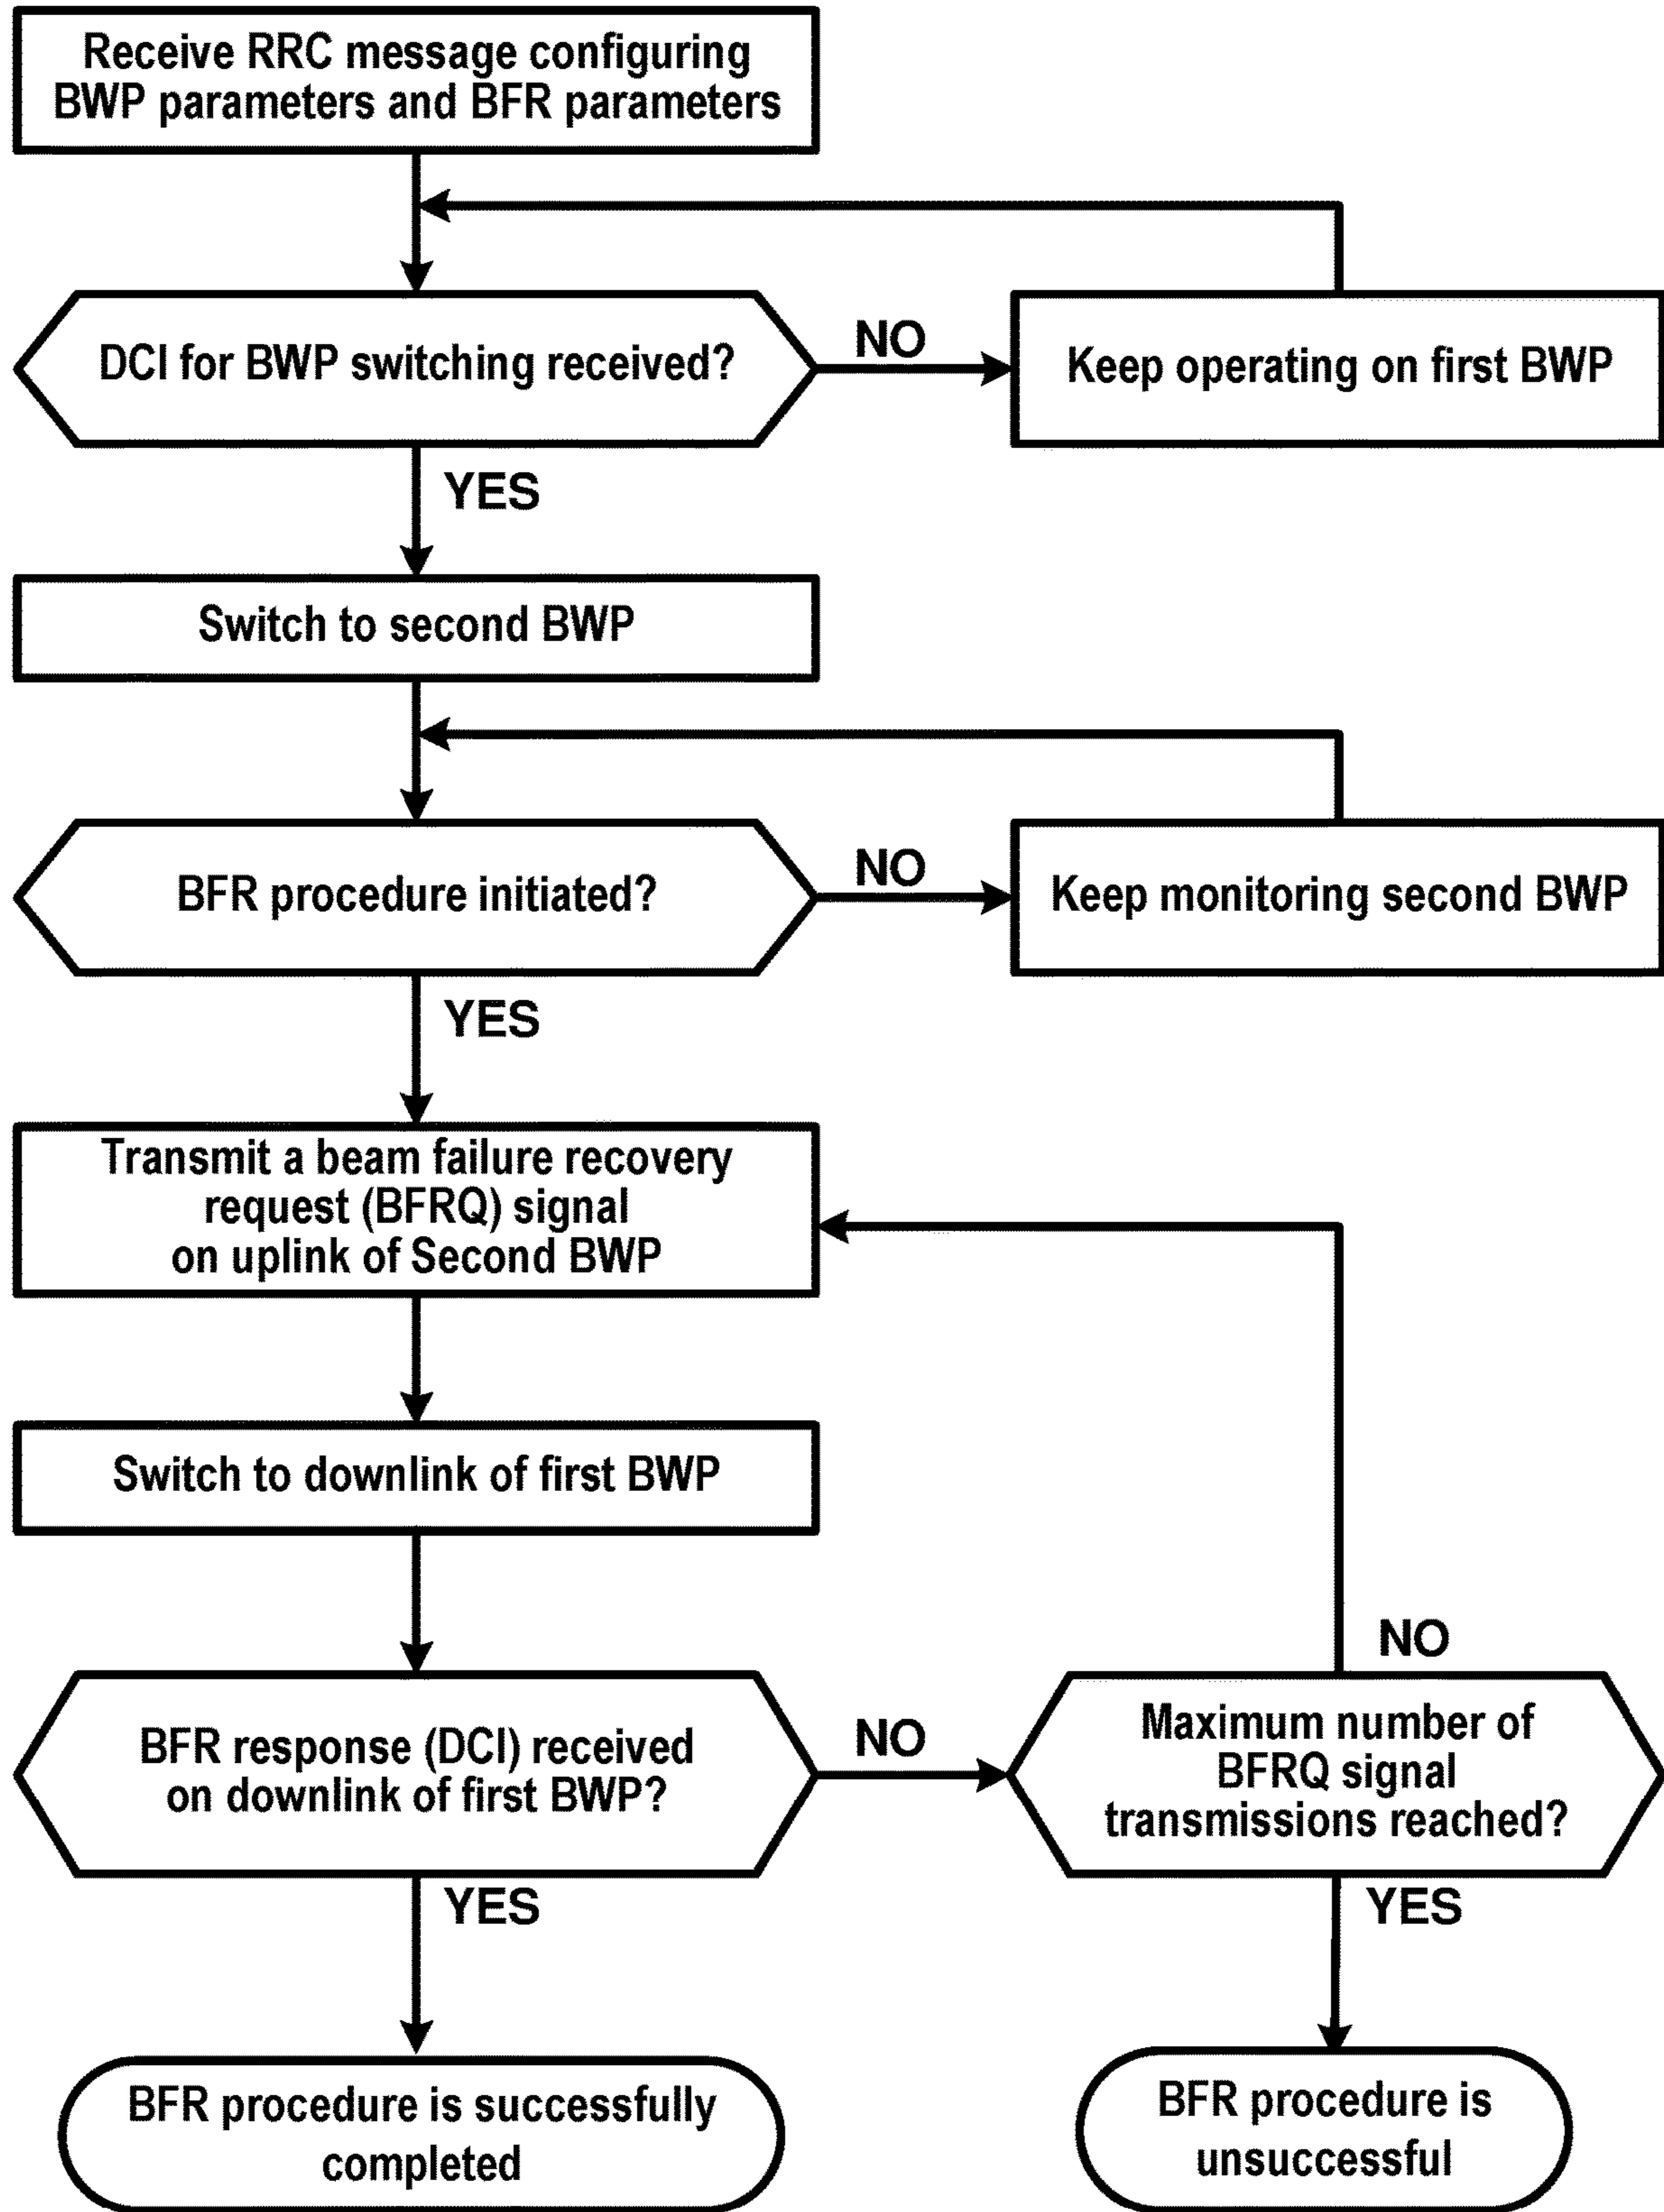 Receive RRC message configuring
BWP parameters and BFR parameters
DCI for BWP switching received?
NO
Keep operating on first BWP
YES
Switch to second BWP
BFR procedure initiated?
NO
Keep monitoring second BWP
YES
Transmit a beam failure recovery
request (BFRQ) signal
on uplink of Second BWP
Switch to downlink of first BWP
BFR response (DCI) received
on downlink of first BWP?
NO
NO
Maximum number of
BFRQ signal
transmissions reached?
YES
YES
BFR procedure is successfully
completed
BFR procedure is
unsuccessful